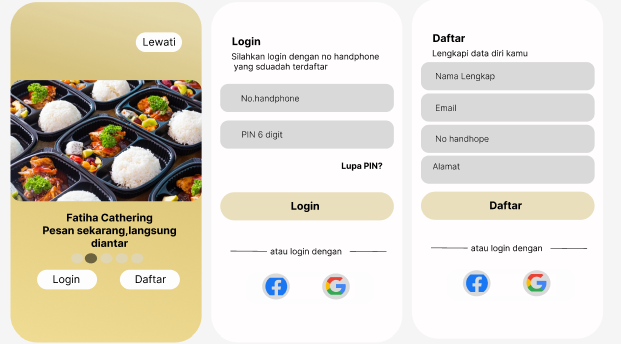 Lewati
Fatiha Cathering
Pesan sekarang,langsung
diantar
Login
Daftar
Login
Silahkan login dengan no handphone
yang sduadah terdaftar
No.handphone
PIN 6 digit
Lupa PIN?
Login
atau login dengan
Daftar
Lengkapi data diri kamu
Nama Lengkap
Email
No handhope
Alamat
Daftar
atau login dengan